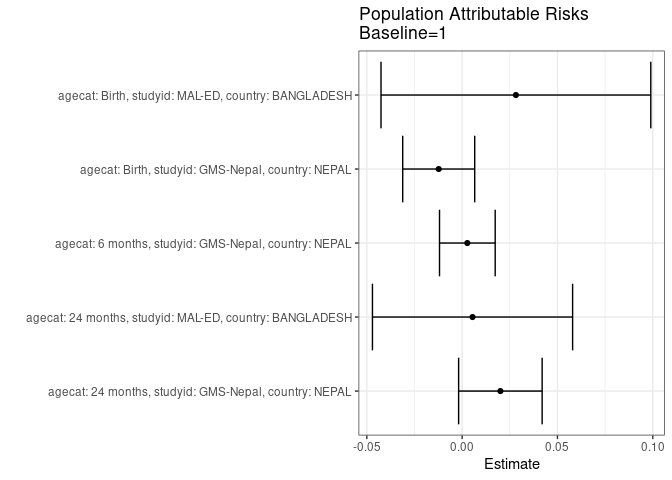 Population Attributable Risks
Baseline=1
agecat: Birth, studyid: MAL-ED, country: BANGLADESH
agecat: Birth, studyid: GMS-Nepal, country: NEPAL
agecat: 6 months, studyid: GMS-Nepal, country: NEPAL
agecat: 24 months, studyid: MAL-ED, country: BANGLADESH
agecat: 24 months, studyid: GMS-Nepal, country: NEPAL
-0.05 0.00 0.05 0.10
Estimate